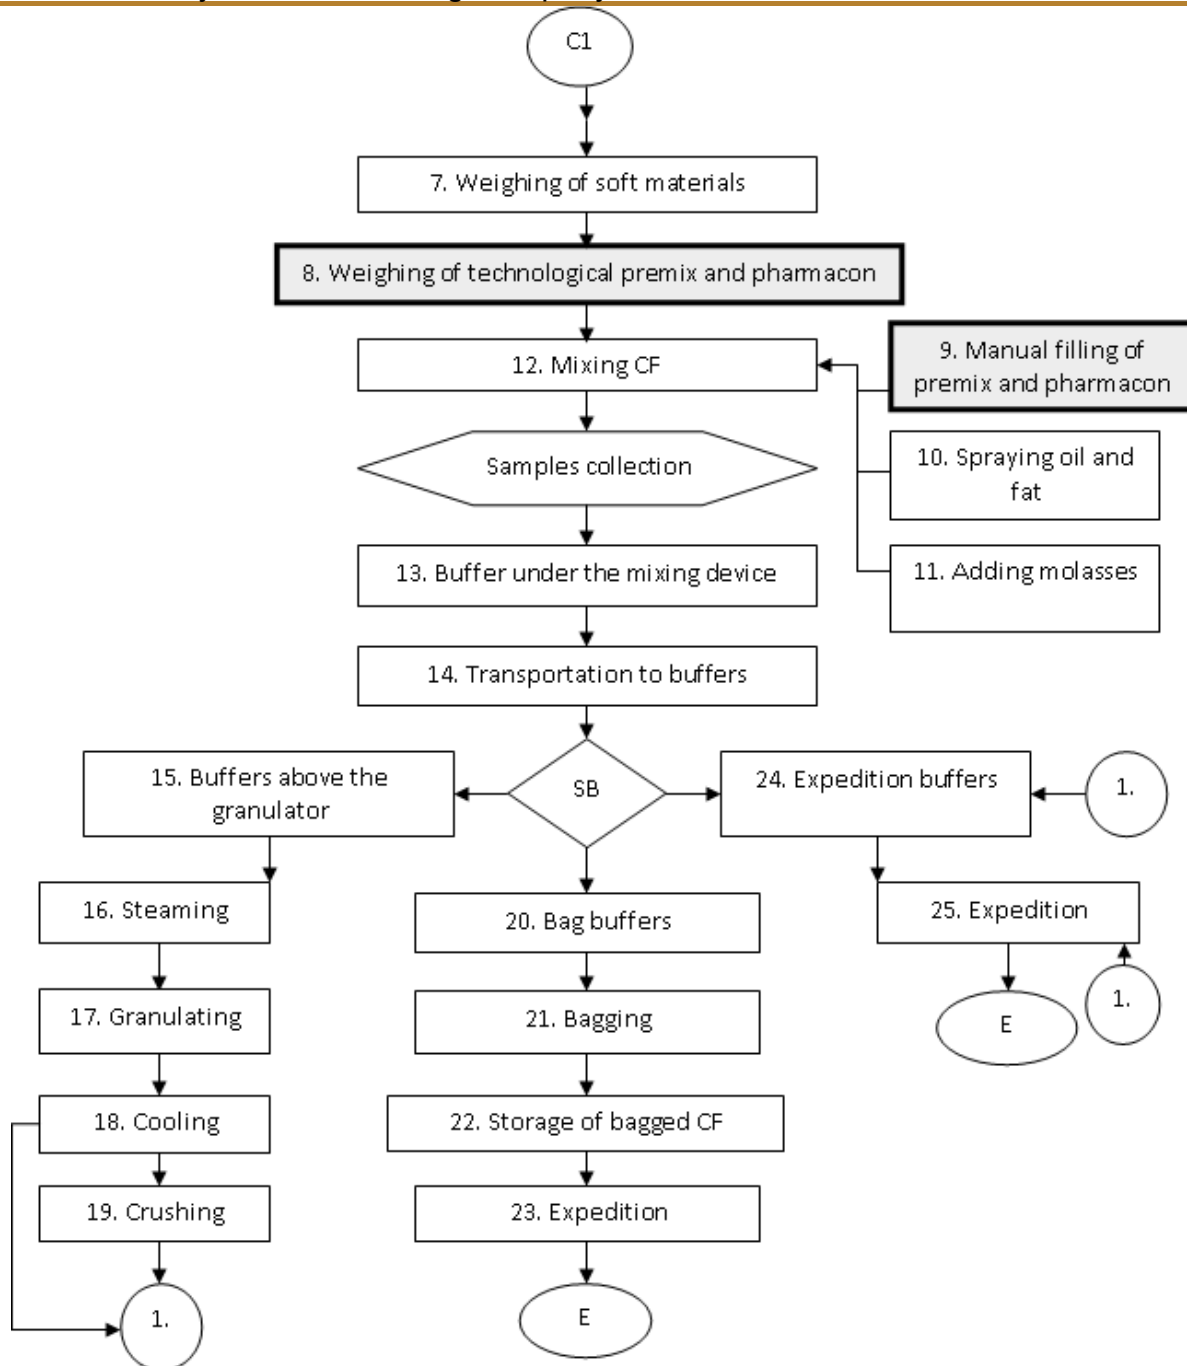 C1
7. Weighing of soft materials
8. Weighing of technological premix and pharmacon
12. Mixing CF
9. Manual filling of
premix and pharmacon
Samples collection
10. Spraying oil and
fat
13. Buffer under the mixing device
11. Adding molasses
14. Transportation to buffers
15. Buffers above the
granulator
SB
24. Expedition buffers
1.
16. Steaming
20. Bag buffers
25. Expedition
17. Granulating
21. Bagging
E
1.
18. Cooling
22. Storage of bagged CF
19. Crushing
23. Expedition
1.
E